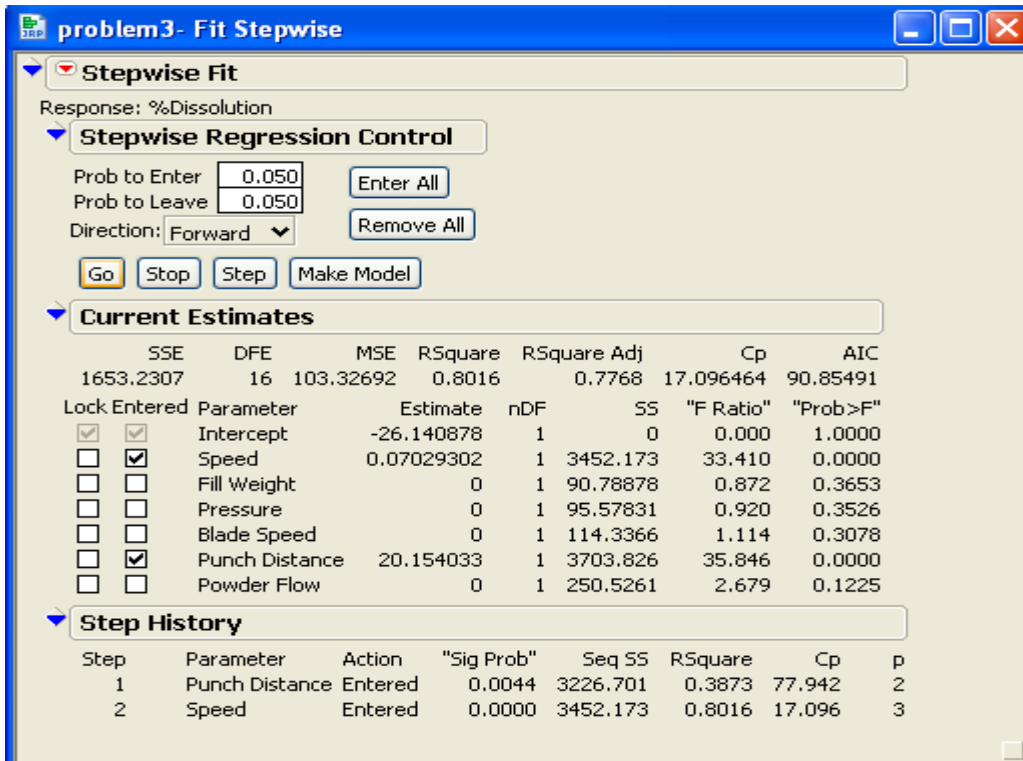 JRP problem3- Fit Stepwise
Stepwise Fit
Response: %Dissolution
Stepwise Regression Control
Prob to Enter 0.050
Prob to Leave 0.050
Direction: Forward
Enter All
Remove All
Go Stop Step Make Model
Current Estimates
SSE DFE MSE RSquare RSquare Adj Cp AIC
1653.2307 16 103.32692 0.8016 0.7768 17.096464 90.85491
Lock Entered Parameter Estimate nDF SS "F Ratio" "Prob>F"
Intercept -26.140878 1 0 0.000 1.0000
Speed 0.07029302 1 3452.173 33.410 0.0000
Fill Weight 0 1 90.78878 0.872 0.3653
Pressure 0 1 95.57831 0.920 0.3526
Blade Speed 0 1 114.3366 1.114 0.3078
Punch Distance 20.154033 1 3703.826 35.846 0.0000
Powder Flow 0 1 250.5261 2.679 0.1225
Step History
Step Parameter Action "Sig Prob" Seq SS RSquare Cp p
1 Punch Distance Entered 0.0044 3226.701 0.3873 77.942 2
2 Speed Entered 0.0000 3452.173 0.8016 17.096 3